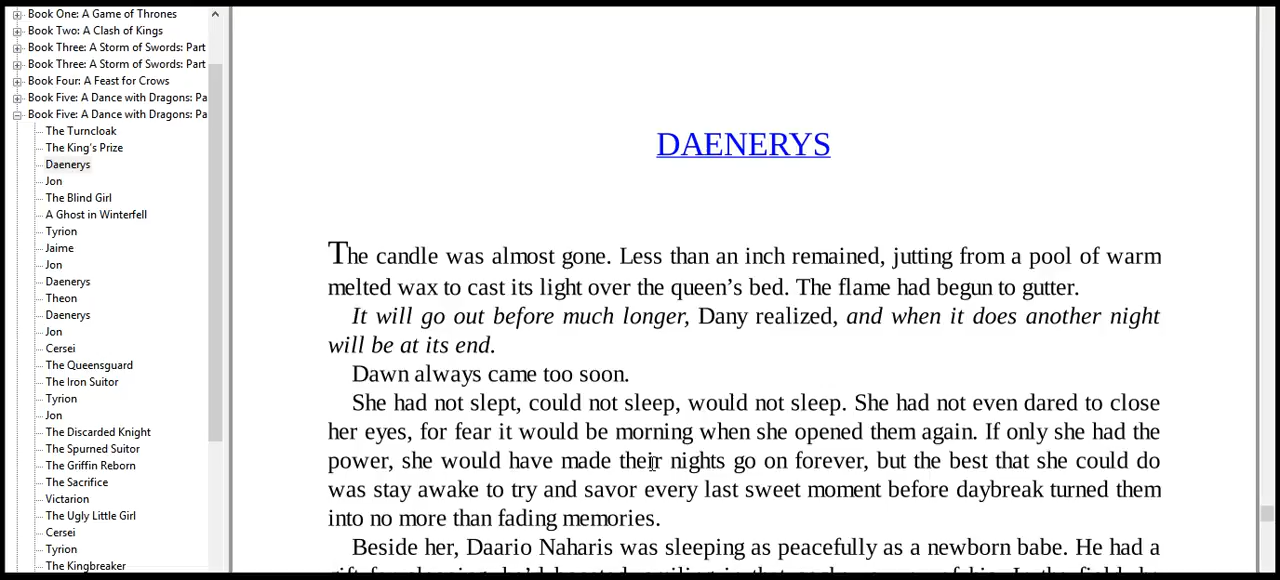 Book One: A Game of Thrones
Book Two: A Clash of Kings
Book Three: A Storm of Swords: Part
Book Three: A Storm of Swords: Part
Book Four: A Feast for Crows
Book Five: A Dance with Dragons: Pa
Book Five: A Dance with Dragons: Pa
The Turncloak
The King's Prize
Daenerys
Jon
The Blind Girl
A Ghost in Winterfell
Tyrion
Jaime
Jon
Daenerys
Theon
Daenerys
Jon
Cersei
The Queensguard
The Iron Suitor
Tyrion
Jon
The Discarded Knight
The Spurned Suitor
The Griffin Reborn
The Sacrifice
Victarion
The Ugly Little Girl
Cersei
Tyrion
The Kingbreaker
DAENERYS
The candle was almost gone. Less than an inch remained, jutting from a pool of warm
melted wax to cast its light over the queen’s bed. The flame had begun to gutter.
It will go out before much longer, Dany realized, and when it does another night
will be at its end.
Dawn always came too soon.
She had not slept, could not sleep, would not sleep. She had not even dared to close
her eyes, for fear it would be morning when she opened them again. If only she had the
power, she would have made their nights go on forever, but the best that she could do
was stay awake to try and savor every last sweet moment before daybreak turned them
into no more than fading memories.
Beside her, Daario Naharis was sleeping as peacefully as a newborn babe. He had a